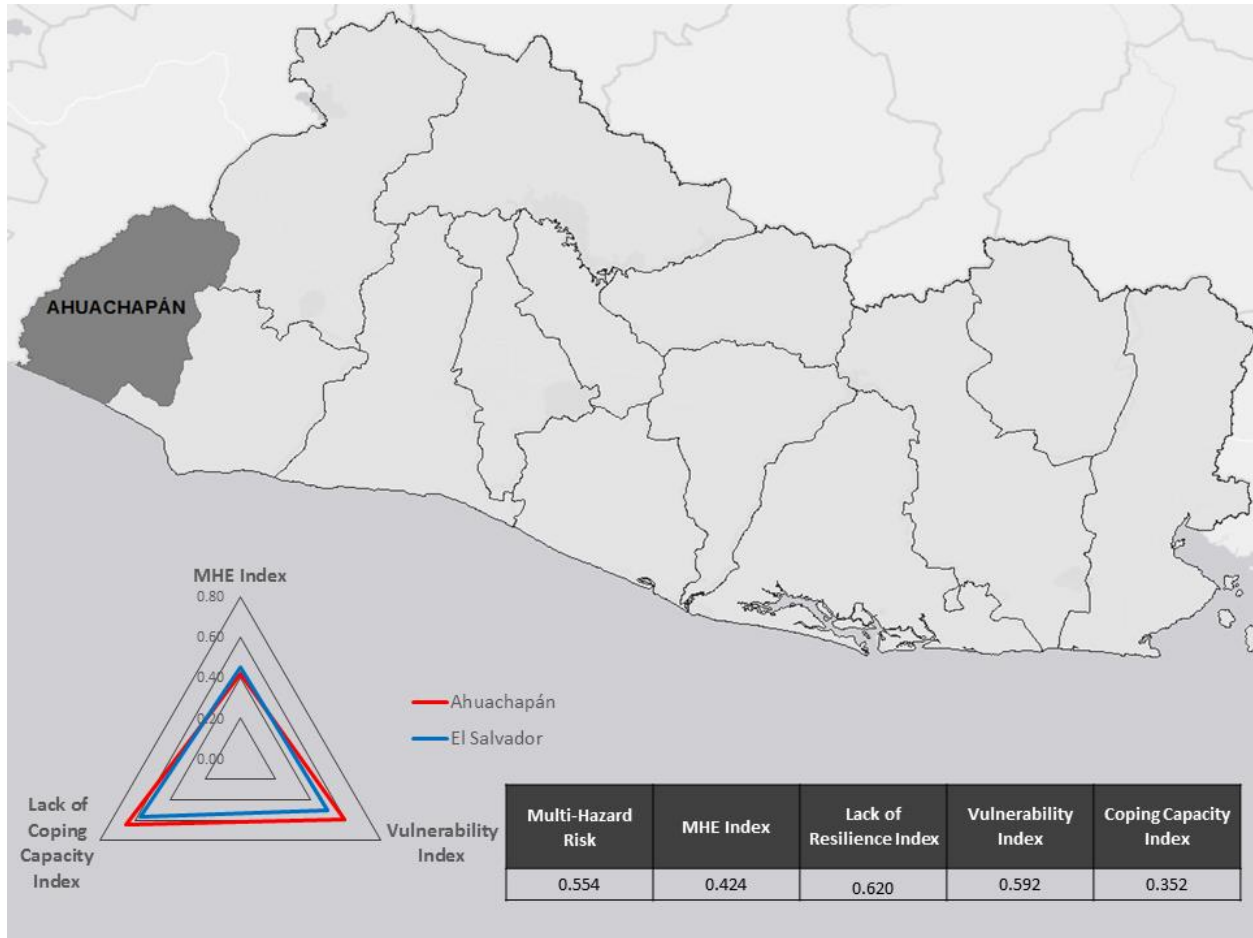 AHUACHAPÁN
MHE Index
0.80
0.60
0.40
0.20
0.00
Lack of
Coping
Capacity
Index
Vulnerability
Index
Ahuachapán
El Salvador
Multi-Hazard
Risk
MHE Index
Lack of
Resilience Index
Vulnerability
Index
Coping Capacity
Index
0.554
0.424
0.620
0.592
0.352